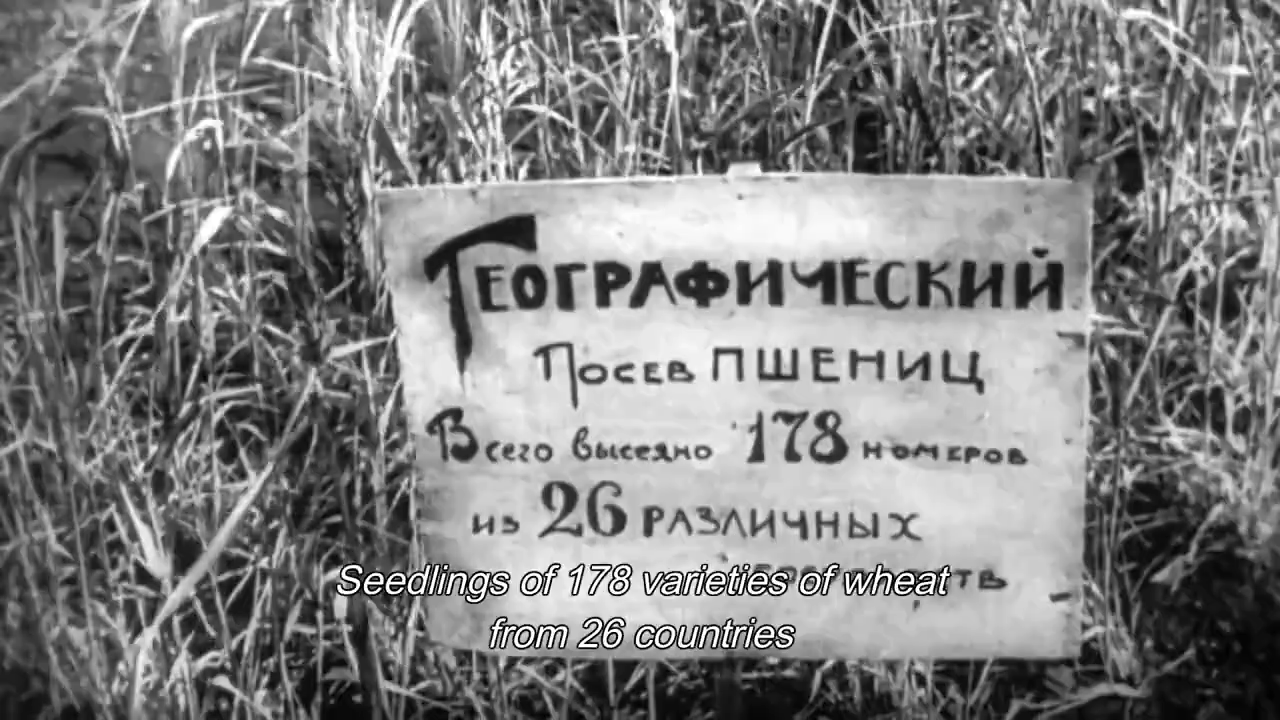 ГЕОГРАФИЧЕСКИЙ
Посев ПШЕНИЦ
Всего высеяно 178 номеров
из 26 РАЗЛИЧНЫХ
Seedlings of 178 varieties of wheat
from 26 countries